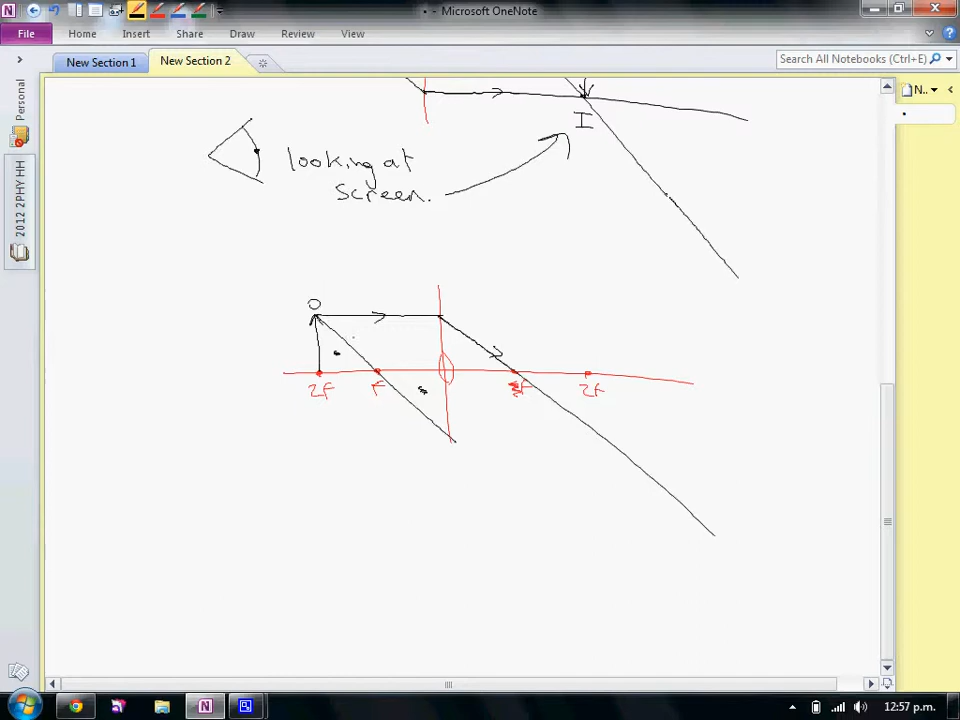 Microsoft OneNote
File Home Insert Share Draw Review View
New Section 1 New Section 2
Search All Notebooks (Ctrl+E)
N..
Personal
2012 2PHY HH
I
looking at
screen.
O
2F F F 2F
12:57 p.m.